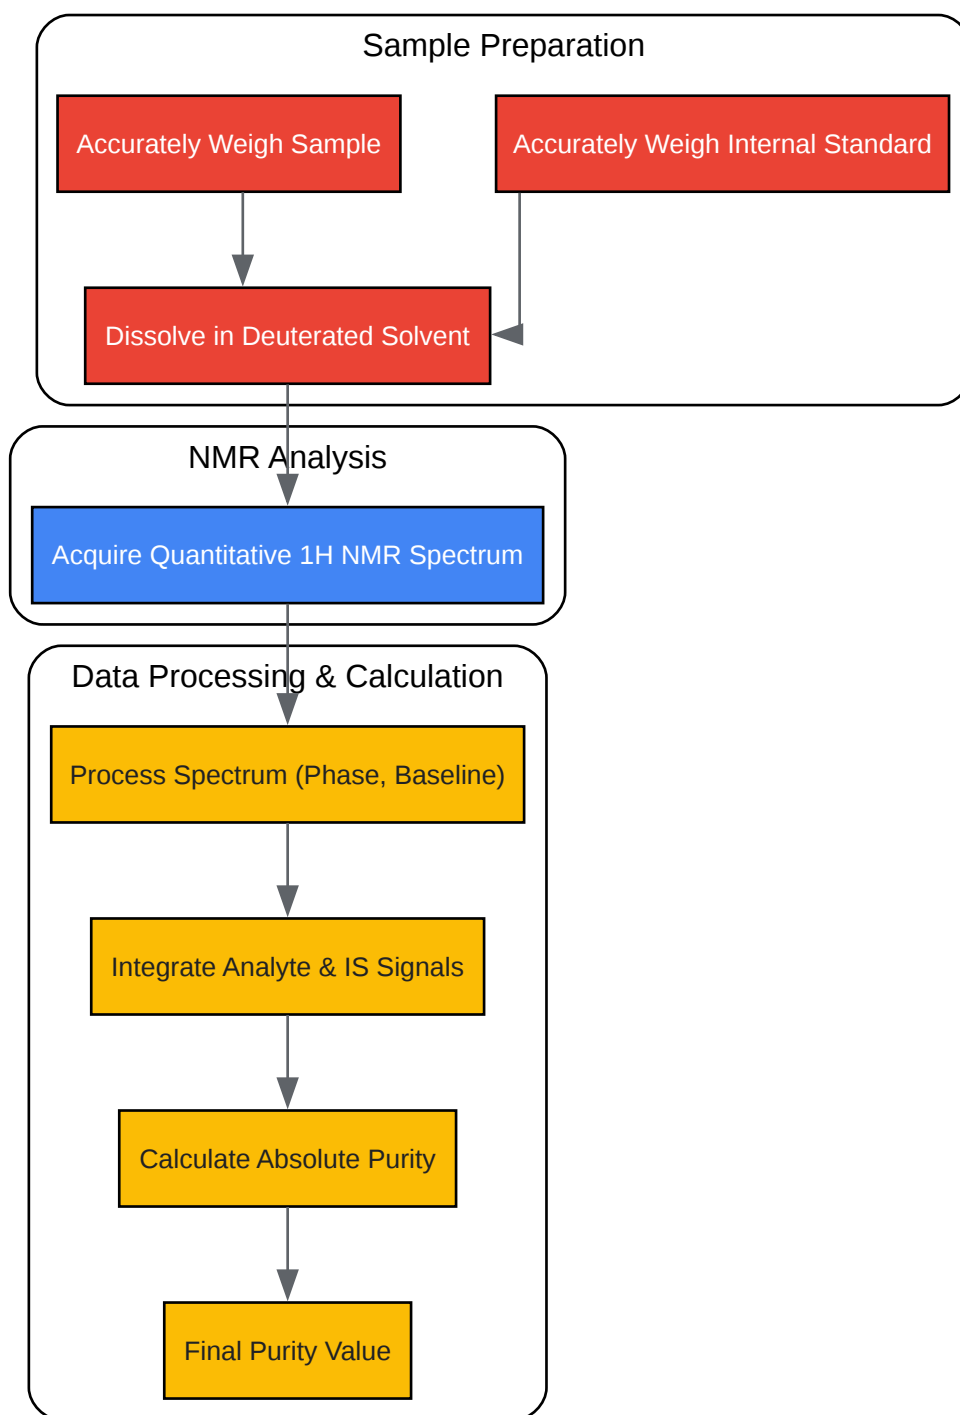 Sample Preparation
Accurately Weigh Sample
Accurately Weigh Internal Standard
Dissolve in Deuterated Solvent
NMR Analysis
Acquire Quantitative 1H NMR Spectrum
Data Processing & Calculation
Process Spectrum (Phase, Baseline)
Integrate Analyte & IS Signals
Calculate Absolute Purity
Final Purity Value